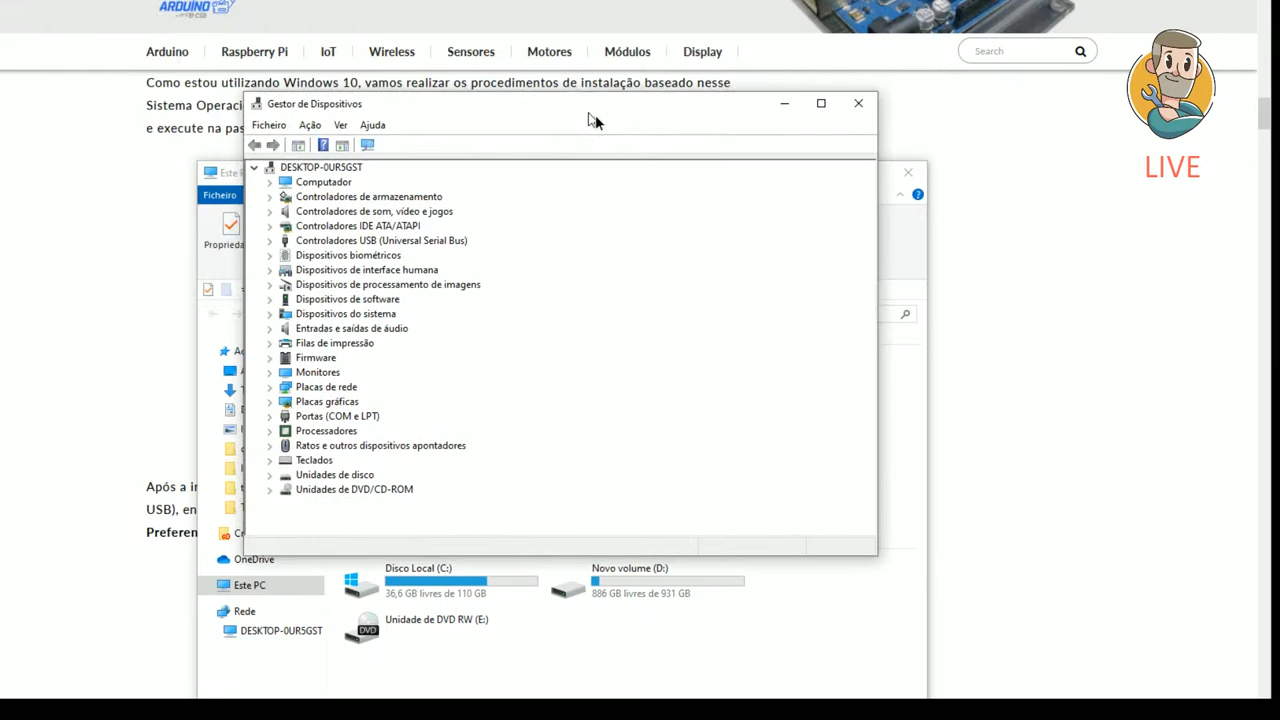 ARDUINO
e CIA
Arduino Raspberry Pi IoT Wireless Sensores Motores Módulos Display Search
Como estou utilizando Windows 10, vamos realizar os procedimentos de instalação baseado nesse
Sistema Operaci
e execute na pas
LIVE
Gestor de Dispositivos
Ficheiro Ação Ver Ajuda
DESKTOP-0UR5GST
Computador
Controladores de armazenamento
Controladores de som, vídeo e jogos
Controladores IDE ATA/ATAPI
Controladores USB (Universal Serial Bus)
Dispositivos biométricos
Dispositivos de interface humana
Dispositivos de processamento de imagens
Dispositivos de software
Dispositivos do sistema
Entradas e saídas de áudio
Filas de impressão
Firmware
Monitores
Placas de rede
Placas gráficas
Portas (COM e LPT)
Processadores
Ratos e outros dispositivos apontadores
Teclados
Unidades de disco
Unidades de DVD/CD-ROM
Este
Ficheiro
Proprieda
Após a i
USB), en
Preferen
OneDrive
Este PC
Rede
DESKTOP-0UR5GST
Disco Local (C:)
36,6 GB livres de 110 GB
Novo volume (D:)
886 GB livres de 931 GB
Unidade de DVD RW (E:)
DVD